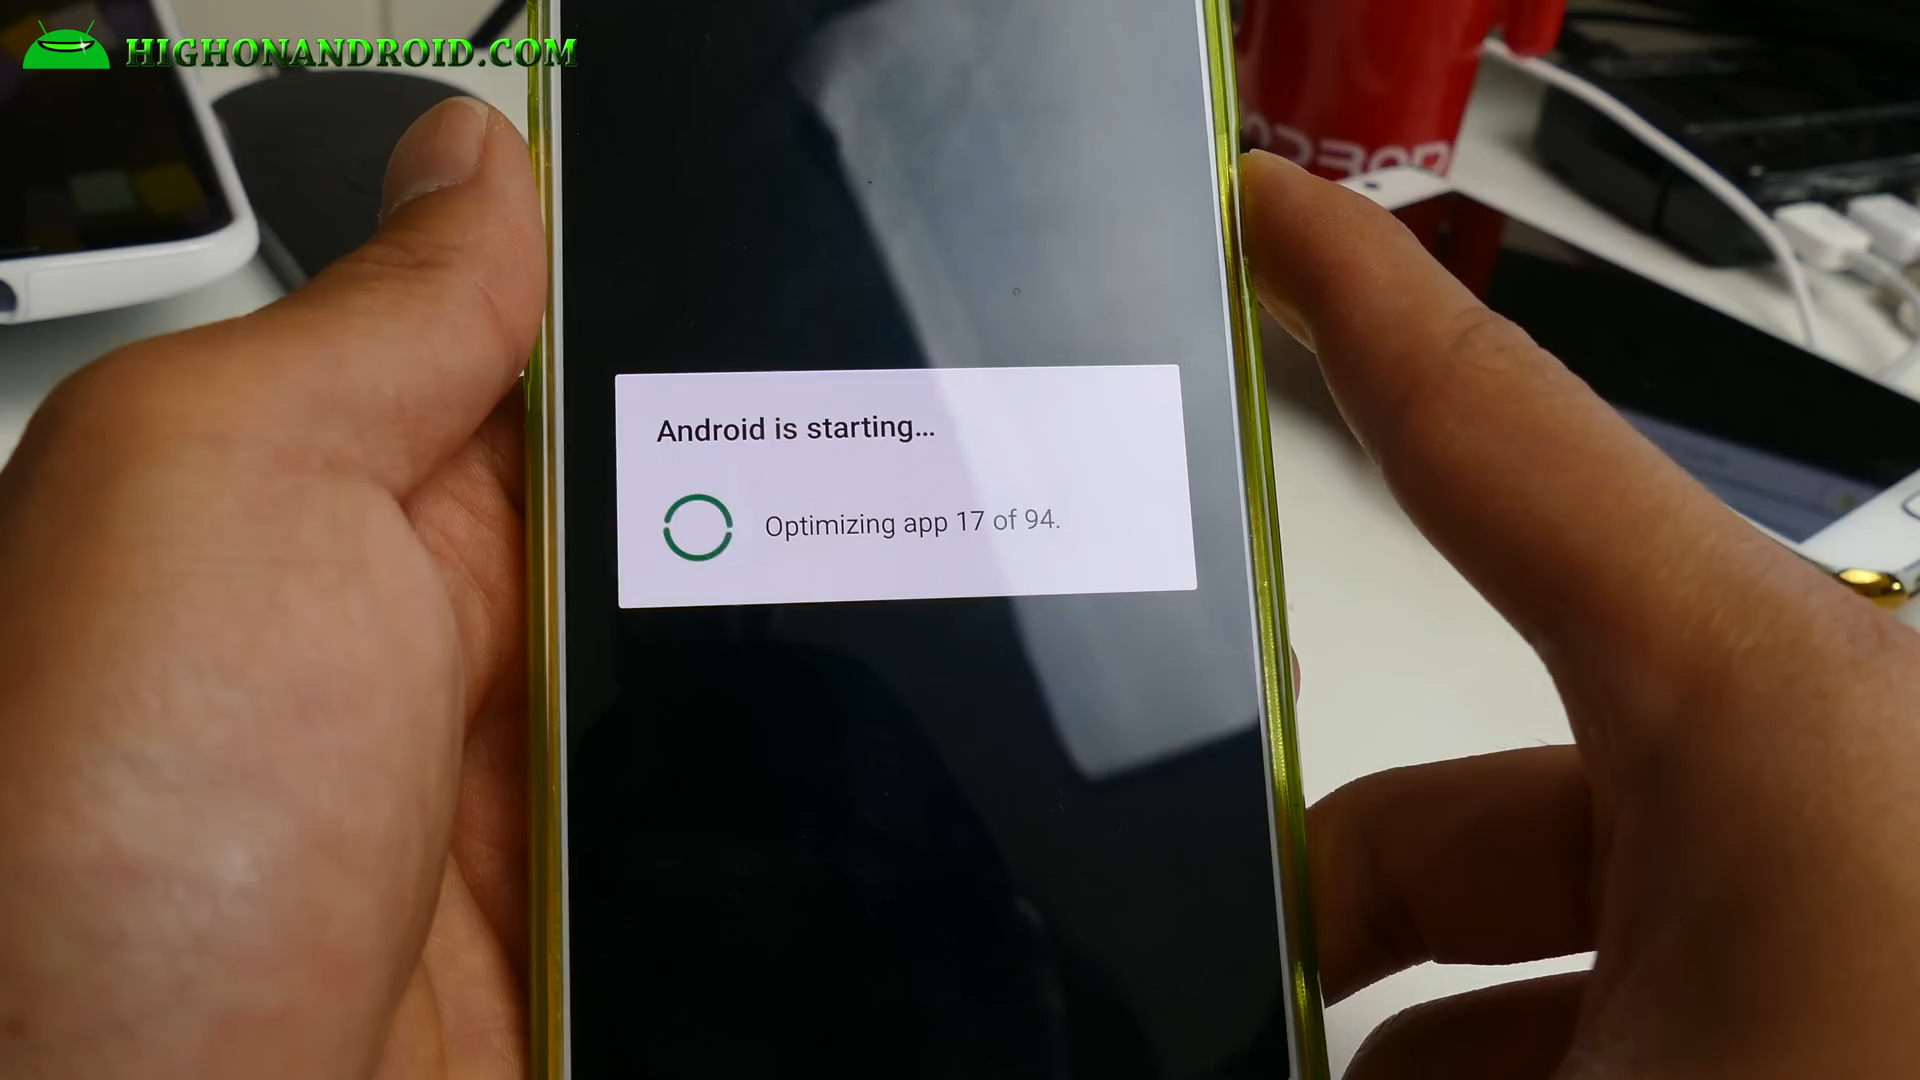 HIGHONANDROID.COM
Android is starting...
Optimizing app 17 of 94.